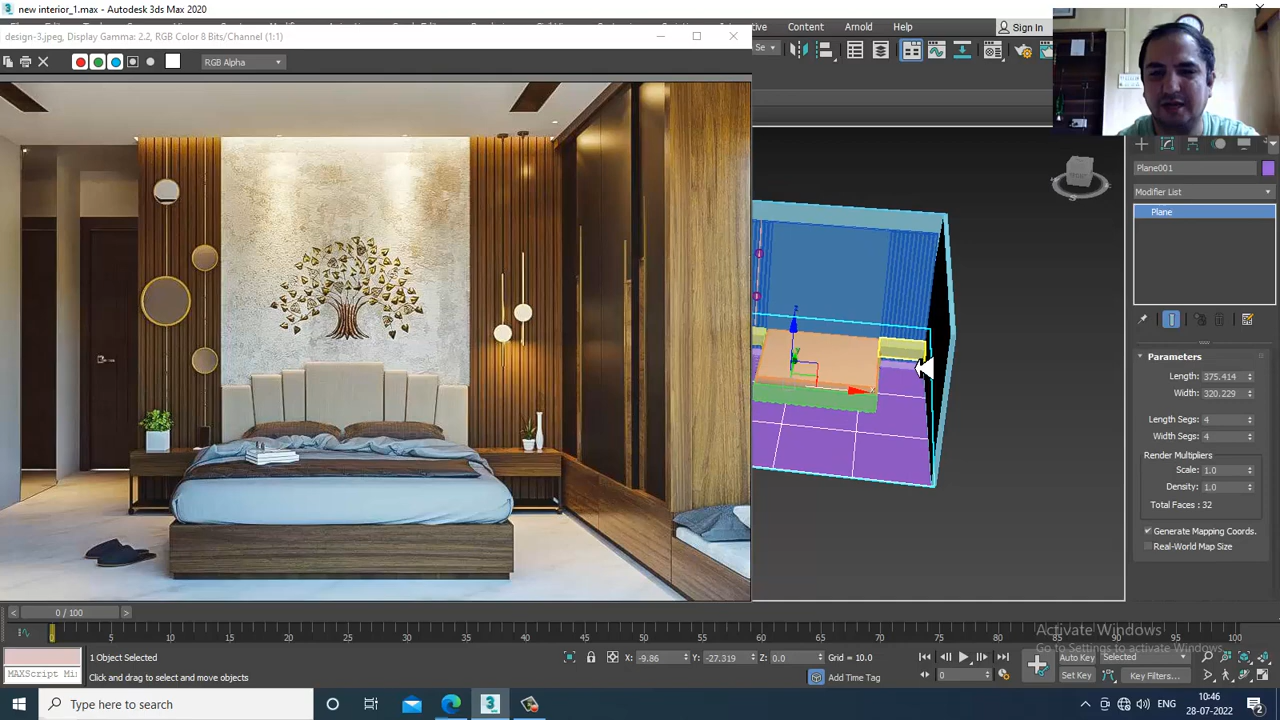 new interior_1.max - Autodesk 3ds Max 2020
Arnold
Help
Sign In
design-3.jpeg, Display Gamma: 2.2, RGB Color 8 Bits/Channel (1:1)
RGB Alpha
Plane001
Modifier List
Plane
Parameters
Length: 375.414
Width: 320.229
Length Segs: 4
Width Segs: 4
Render Multipliers
Scale: 1.0
Density: 1.0
Total Faces : 32
Generate Mapping Coords.
Real-World Map Size
0 / 100
0 5 10 15 20 25 30 35 40 45 50 55 60 65 70 75 80 85 90 95 100
Activate Windows
Go to Settings to activate Windows.
1 Object Selected
X: -9.86
Y: -27.319
Z: 0.0
Grid = 10.0
Auto Key
Selected
MAXScript Mi
Click and drag to select and move objects
Add Time Tag
0
Set Key
Key Filters...
Type here to search
ENG
10:46
28-07-2022
2